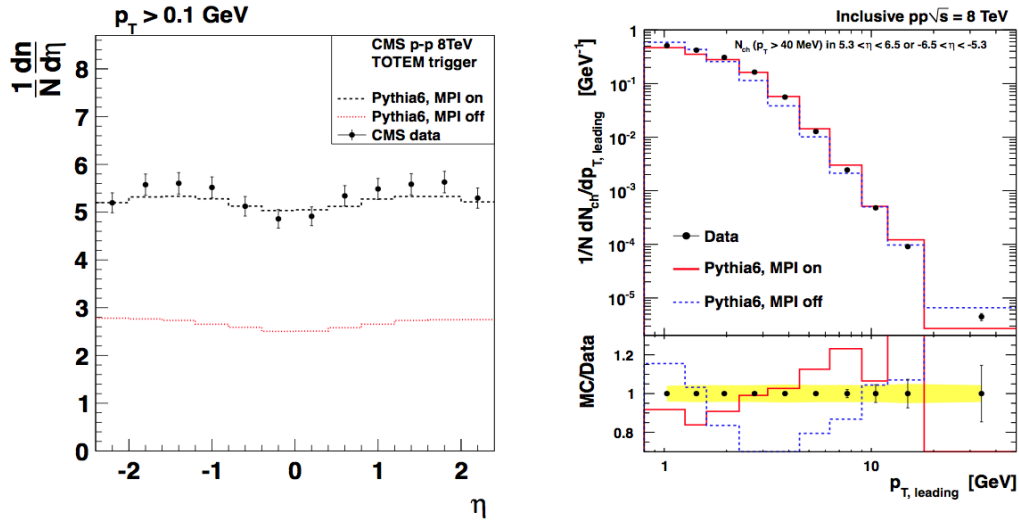 p_T > 0.1 GeV
1/N dn/dη
CMS p-p 8TeV
TOTEM trigger
Pythia6, MPI on
Pythia6, MPI off
CMS data
8
7
6
5
4
3
2
1
0
-2 -1 0 1 2
η
Inclusive pp√s = 8 TeV
N_ch (p_T > 40 MeV) in 5.3 < η < 6.5 or -6.5 < η < -5.3
1/N dN_ch/dp_T, leading [GeV⁻¹]
1
10⁻¹
10⁻²
10⁻³
10⁻⁴
10⁻⁵
Data
Pythia6, MPI on
Pythia6, MPI off
MC/Data
1.2
1
0.8
1 10
p_T, leading [GeV]